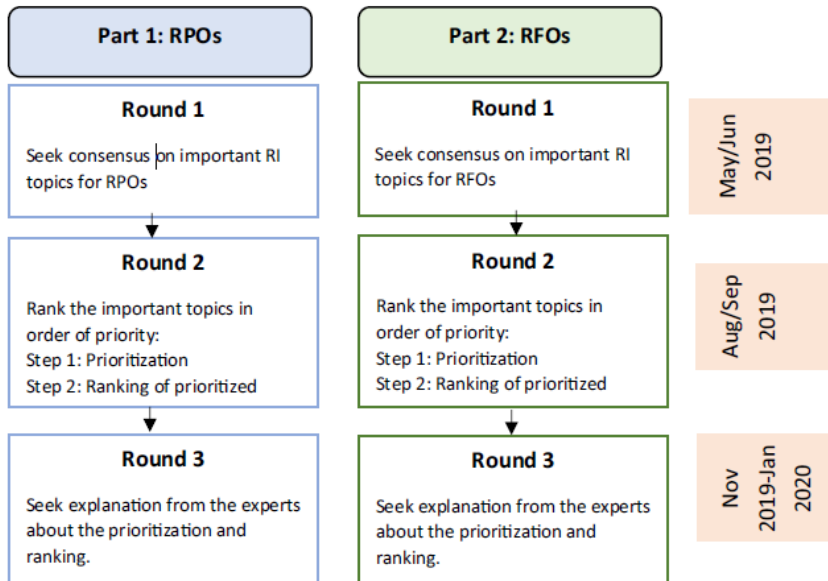 Part 1: RPOs
Round 1
Seek consensus on important RI
topics for RPOs
Round 2
Rank the important topics in
order of priority:
Step 1: Prioritization
Step 2: Ranking of prioritized
Round 3
Seek explanation from the experts
about the prioritization and
ranking.
Part 2: RFOs
Round 1
Seek consensus on important RI
topics for RFOs
Round 2
Rank the important topics in
order of priority:
Step 1: Prioritization
Step 2: Ranking of prioritized
Round 3
Seek explanation from the experts
about the prioritization and
ranking.
May/Jun
2019
Aug/Sep
2019
Nov
2019-Jan
2020